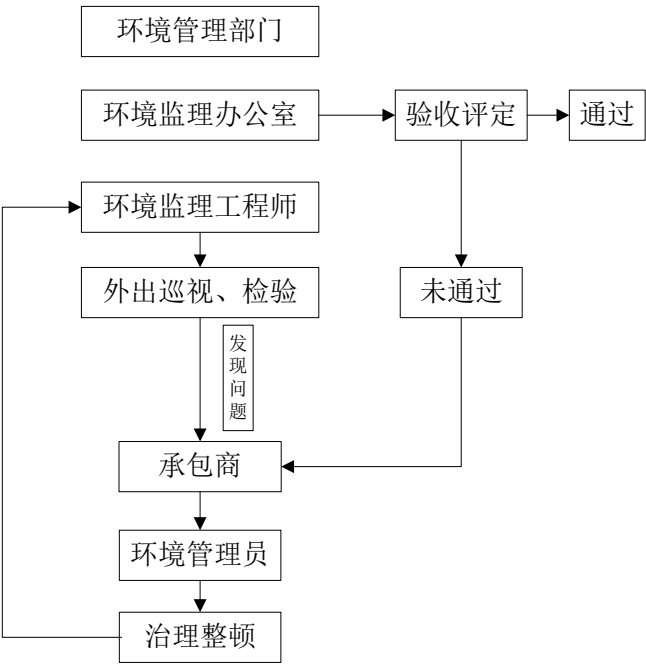 环境管理部门
环境监理办公室
验收评定
通过
环境监理工程师
外出巡视、检验
未通过
发现问题
承包商
环境管理员
治理整顿